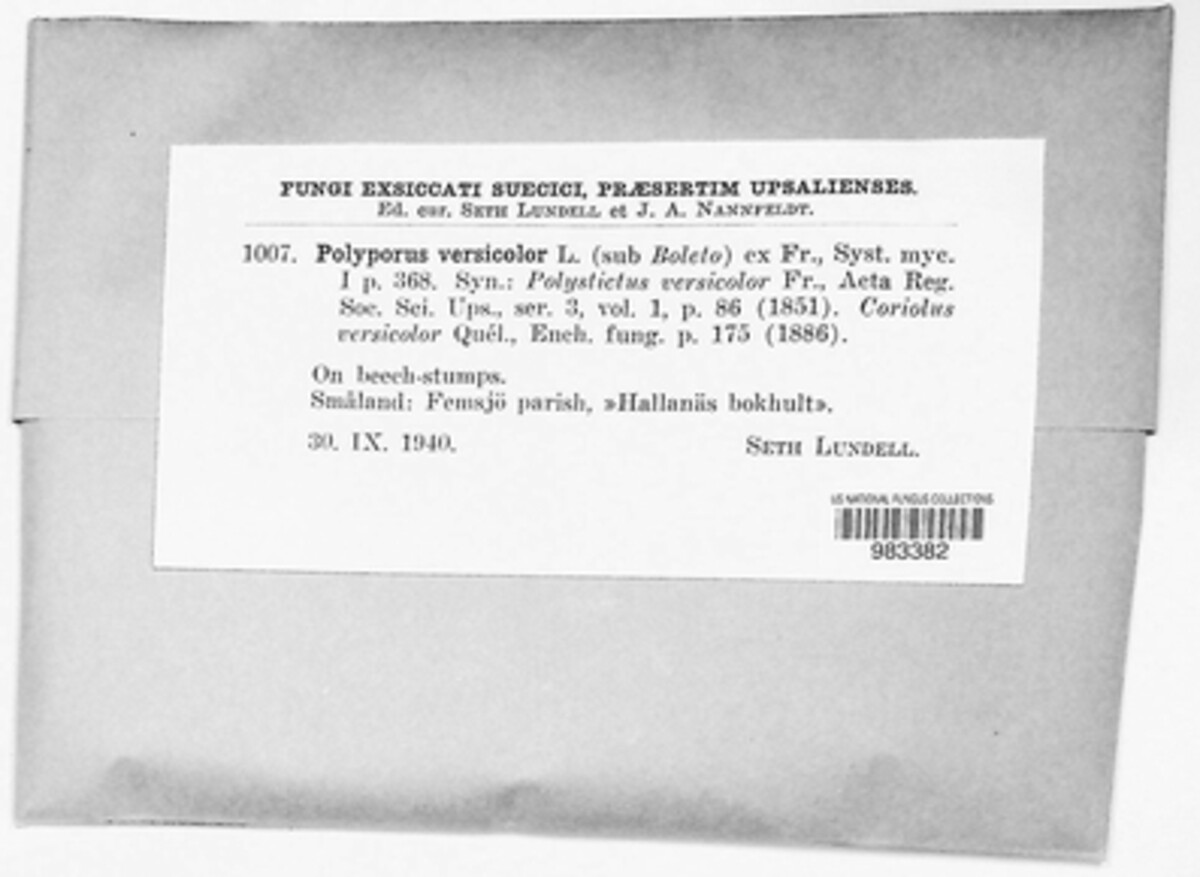 FUNGI EXSICCATI SUECICI, PRÆSERTIM UPSALIENSES.
Ed. cur. SETH LUNDELL et J. A. NANNFELDT.
1007. Polyporus versicolor L. (sub Boleto) ex Fr., Syst. myc.
I p. 368. Syn.: Polystictus versicolor Fr., Acta Reg.
Soc. Sci. Ups., ser. 3, vol. 1, p. 86 (1851). Coriolus
versicolor Quél., Ench. fung. p. 175 (1886).
On beech-stumps.
Småland: Femsjö parish, »Hallanäs bokhult».
30. IX. 1940. SETH LUNDELL.
US NATIONAL FUNGUS COLLECTIONS
983382